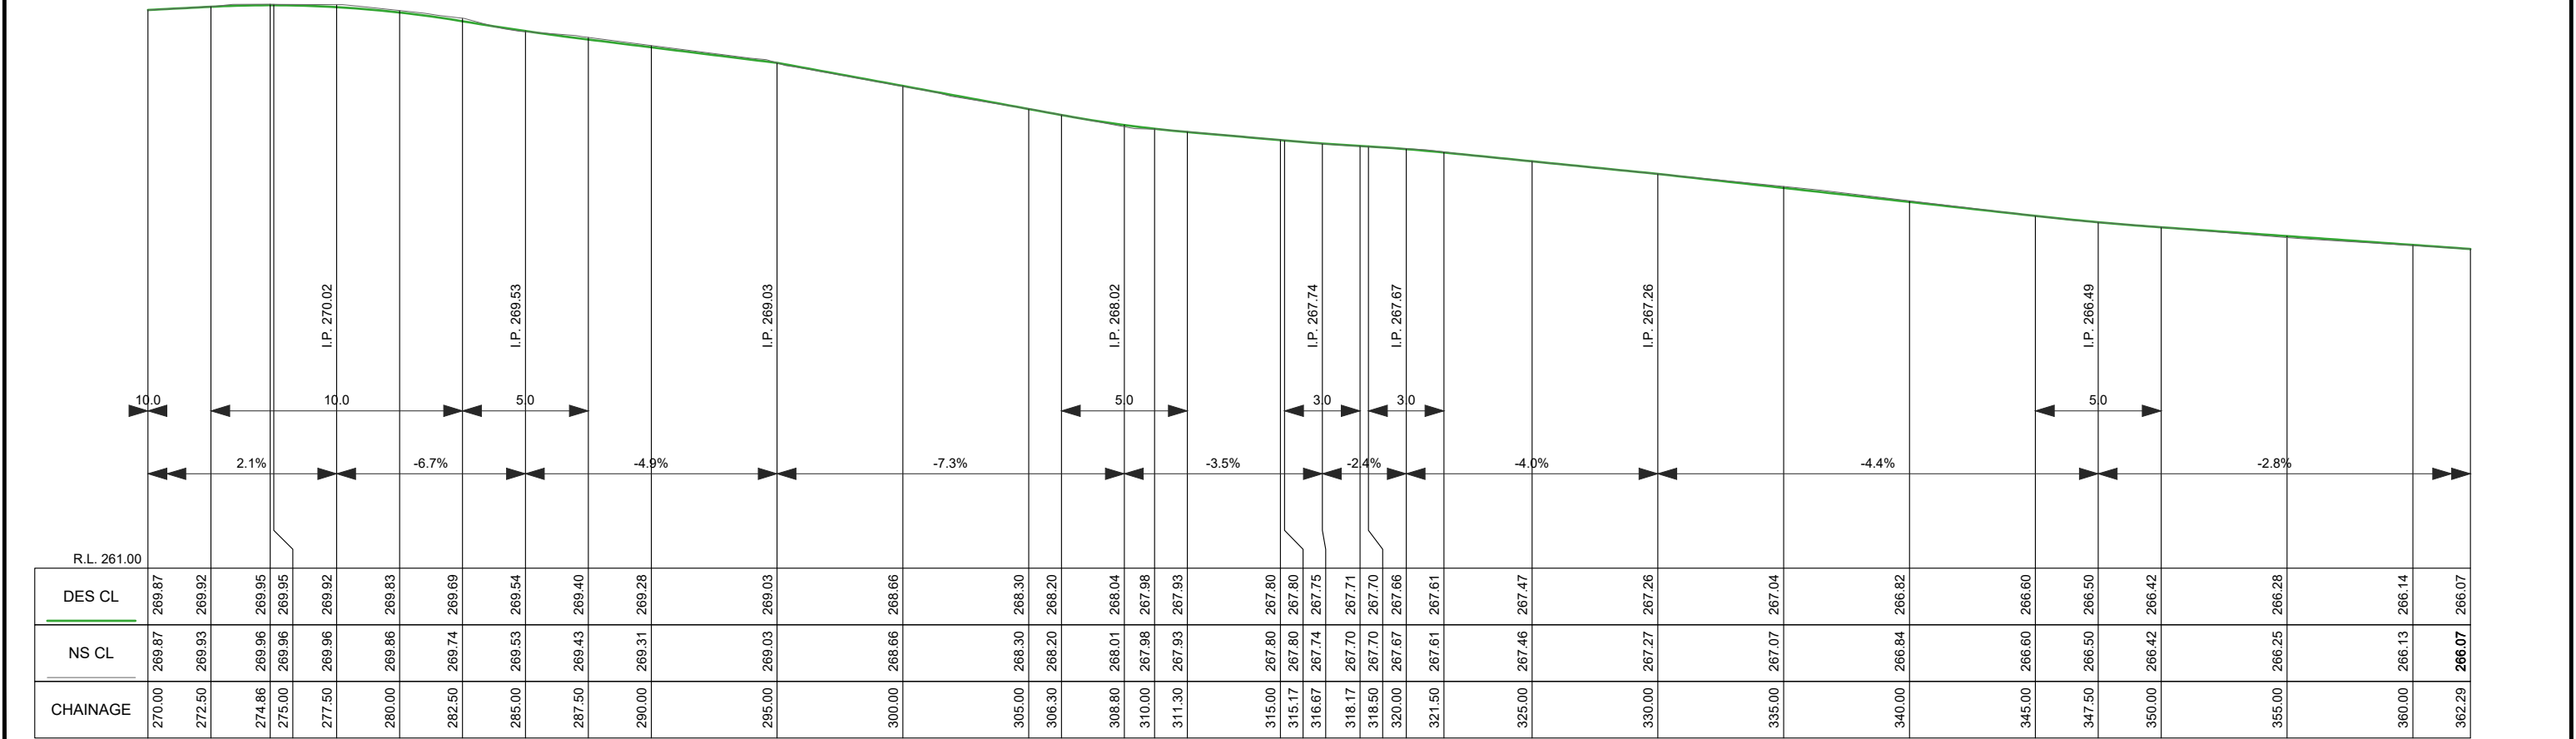 I.P. 270.02 I.P. 269.53 I.P. 269.03 I.P. 268.02 I.P. 267.74 I.P. 267.67 I.P. 267.26 I.P. 266.49
10.0 10.0 5.0 5.0 3.0 3.0 5.0
2.1% -6.7% -4.9% -7.3% -3.5% -2.4% -4.0% -4.4% -2.8%
R.L. 261.00
DES CL 269.87 269.92 269.95 269.95 269.92 269.83 269.69 269.54 269.40 269.28 269.03 268.66 268.30 268.20 268.04 267.98 267.93 267.80 267.80 267.75 267.71 267.70 267.66 267.61 267.47 267.26 267.04 266.82 266.60 266.50 266.42 266.28 266.14 266.07
NS CL 269.87 269.93 269.96 269.96 269.96 269.86 269.74 269.53 269.43 269.31 269.03 268.66 268.30 268.20 268.01 267.98 267.93 267.80 267.80 267.74 267.70 267.70 267.67 267.61 267.46 267.27 267.07 266.84 266.60 266.50 266.42 266.25 266.13 266.07
CHAINAGE 270.00 272.50 274.86 275.00 277.50 280.00 282.50 285.00 287.50 290.00 295.00 300.00 305.00 306.30 308.80 310.00 311.30 315.00 315.17 316.67 318.17 318.50 320.00 321.50 325.00 330.00 335.00 340.00 345.00 347.50 350.00 355.00 360.00 362.29